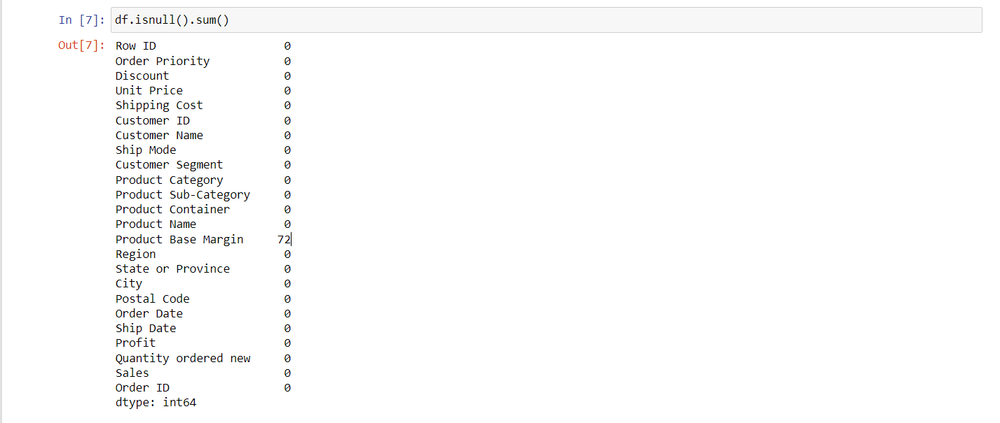 In [7]: df.isnull().sum()
Out[7]: Row ID 0
Order Priority 0
Discount 0
Unit Price 0
Shipping Cost 0
Customer ID 0
Customer Name 0
Ship Mode 0
Customer Segment 0
Product Category 0
Product Sub-Category 0
Product Container 0
Product Name 0
Product Base Margin 72
Region 0
State or Province 0
City 0
Postal Code 0
Order Date 0
Ship Date 0
Profit 0
Quantity ordered new 0
Sales 0
Order ID 0
dtype: int64